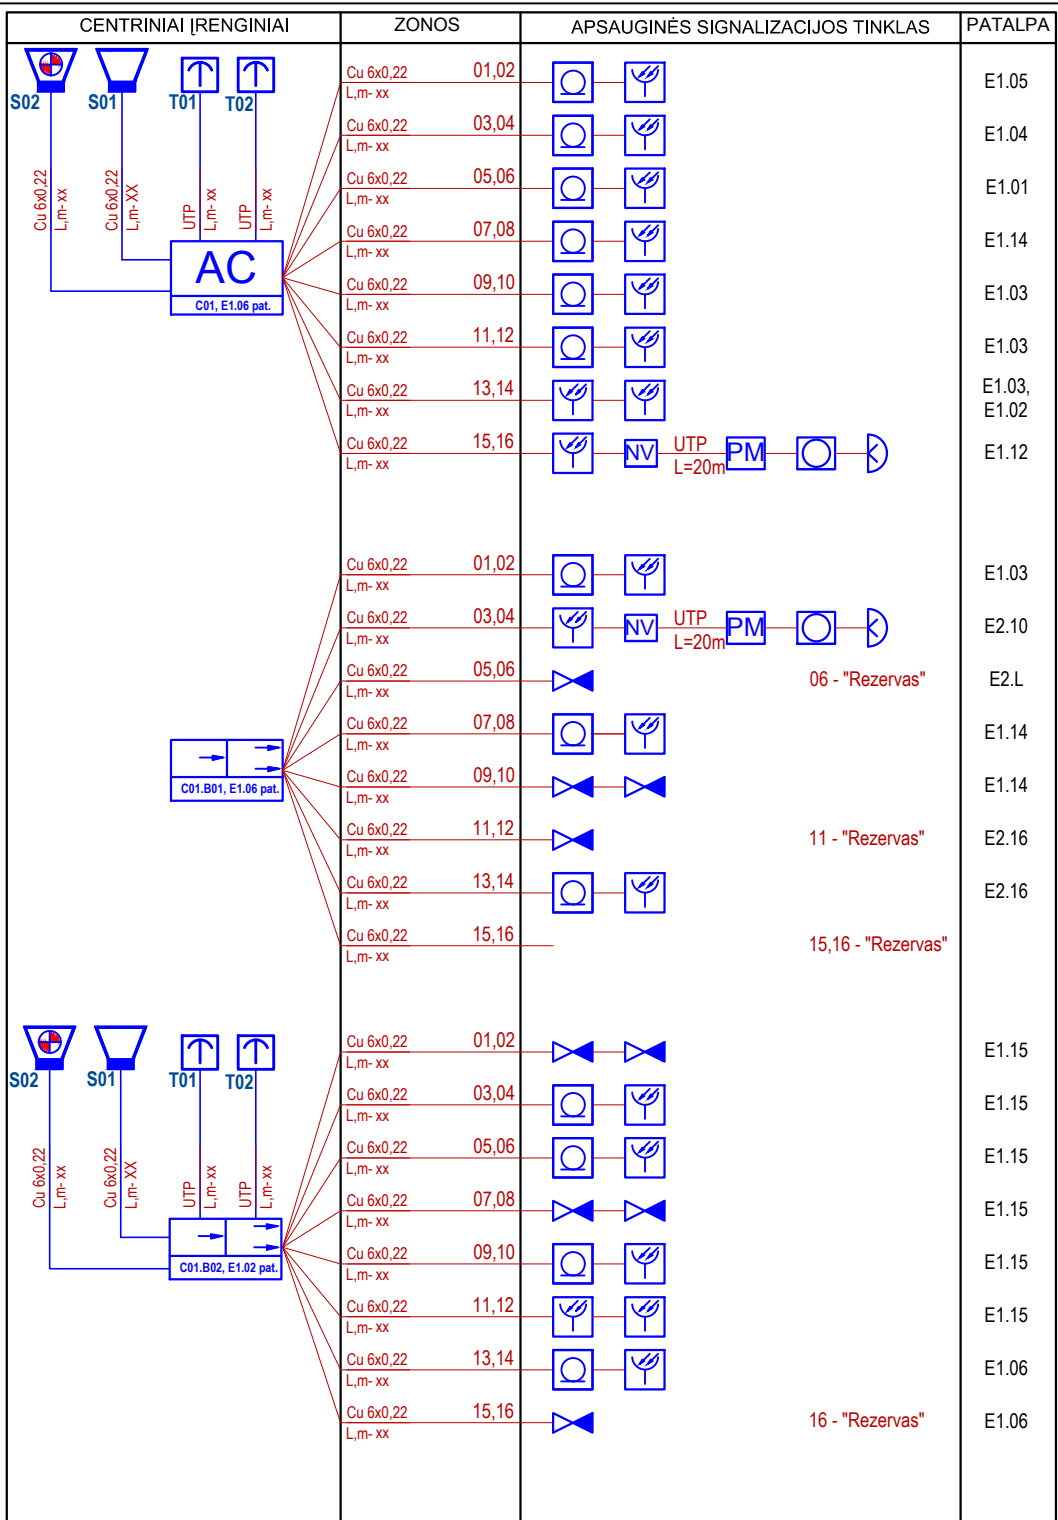 CENTRINIAI ĮRENGINIAI ZONOS APSAUGINĖS SIGNALIZACIJOS TINKLAS PATALPA
S02 S01 T01 T02
Cu 6x0,22
L,m- xx
Cu 6x0,22
L,m- XX
UTP
L,m- xx
UTP
L,m- xx
AC
C01, E1.06 pat.
Cu 6x0,22 01,02 E1.05
L,m- xx
Cu 6x0,22 03,04 E1.04
L,m- xx
Cu 6x0,22 05,06 E1.01
L,m- xx
Cu 6x0,22 07,08 E1.14
L,m- xx
Cu 6x0,22 09,10 E1.03
L,m- xx
Cu 6x0,22 11,12 E1.03
L,m- xx
Cu 6x0,22 13,14 E1.03,
L,m- xx E1.02
Cu 6x0,22 15,16 NV UTP PM E1.12
L,m- xx L=20m
C01.B01, E1.06 pat.
Cu 6x0,22 01,02 E1.03
L,m- xx
Cu 6x0,22 03,04 NV UTP PM E2.10
L,m- xx L=20m
Cu 6x0,22 05,06 06 - "Rezervas" E2.L
L,m- xx
Cu 6x0,22 07,08 E1.14
L,m- xx
Cu 6x0,22 09,10 E1.14
L,m- xx
Cu 6x0,22 11,12 11 - "Rezervas" E2.16
L,m- xx
Cu 6x0,22 13,14 E2.16
L,m- xx
Cu 6x0,22 15,16 15,16 - "Rezervas"
L,m- xx
S02 S01 T01 T02
Cu 6x0,22
L,m- xx
Cu 6x0,22
L,m- XX
UTP
L,m- xx
UTP
L,m- xx
C01.B02, E1.02 pat.
Cu 6x0,22 01,02 E1.15
L,m- xx
Cu 6x0,22 03,04 E1.15
L,m- xx
Cu 6x0,22 05,06 E1.15
L,m- xx
Cu 6x0,22 07,08 E1.15
L,m- xx
Cu 6x0,22 09,10 E1.15
L,m- xx
Cu 6x0,22 11,12 E1.15
L,m- xx
Cu 6x0,22 13,14 E1.06
L,m- xx
Cu 6x0,22 15,16 16 - "Rezervas" E1.06
L,m- xx